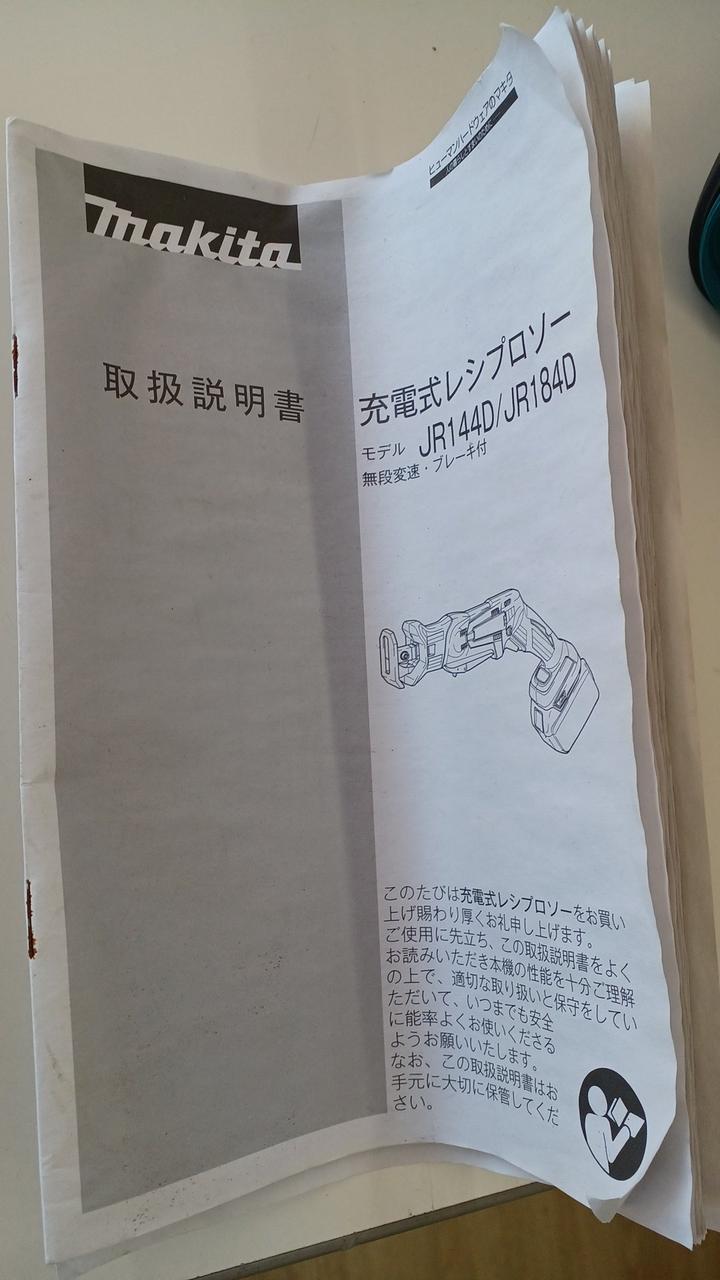 ヒューマンハードウェアのマキタ
makita
取扱説明書
充電式レシプロソー
モデル JR144D/JR184D
無段変速・ブレーキ付
このたびは充電式レシプロソーをお買い
上げ賜わり厚くお礼申し上げます。
ご使用に先立ち、この取扱説明書をよく
お読みいただき本機の性能を十分ご理解
の上で、適切な取り扱いと保守をしてい
ただいて、いつまでも安全
に能率よくお使いくださる
ようお願いいたします。
なお、この取扱説明書はお
手元に大切に保管してくだ
さい。